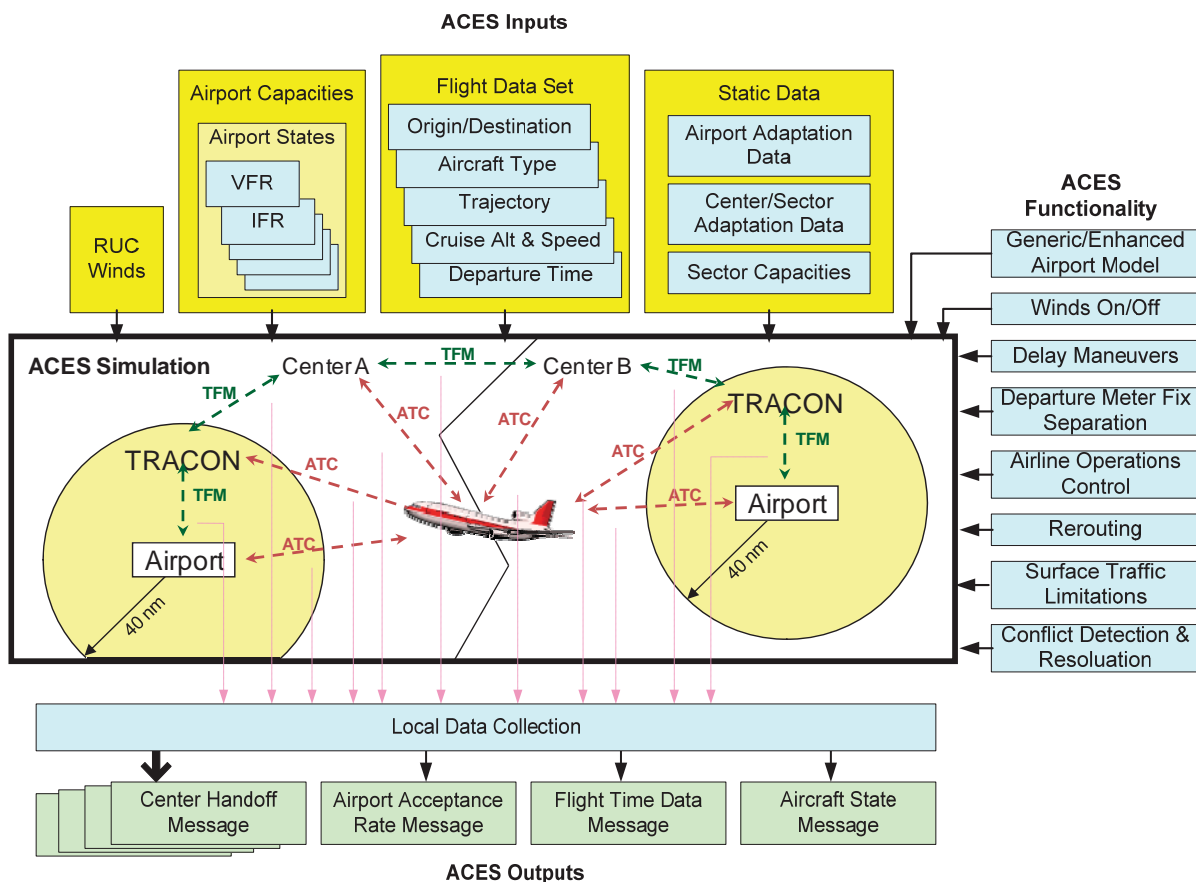 ACES Inputs
Airport Capacities
Airport States
VFR
IFR
Flight Data Set
Origin/Destination
Aircraft Type
Trajectory
Cruise Alt & Speed
Departure Time
Static Data
Airport Adaptation
Data
Center/Sector
Adaptation Data
Sector Capacities
RUC
Winds
ACES
Functionality
Generic/Enhanced
Airport Model
Winds On/Off
Delay Maneuvers
Departure Meter Fix
Separation
Airline Operations
Control
Rerouting
Surface Traffic
Limitations
Conflict Detection &
Resoluation
ACES Simulation
Center A
TFM
Center B
TFM
TFM
ATC
ATC
TRACON
TFM
ATC
Airport
ATC
40 nm
TRACON
TFM
ATC
Airport
ATC
40 nm
Local Data Collection
Center Handoff
Message
Airport Acceptance
Rate Message
Flight Time Data
Message
Aircraft State
Message
ACES Outputs